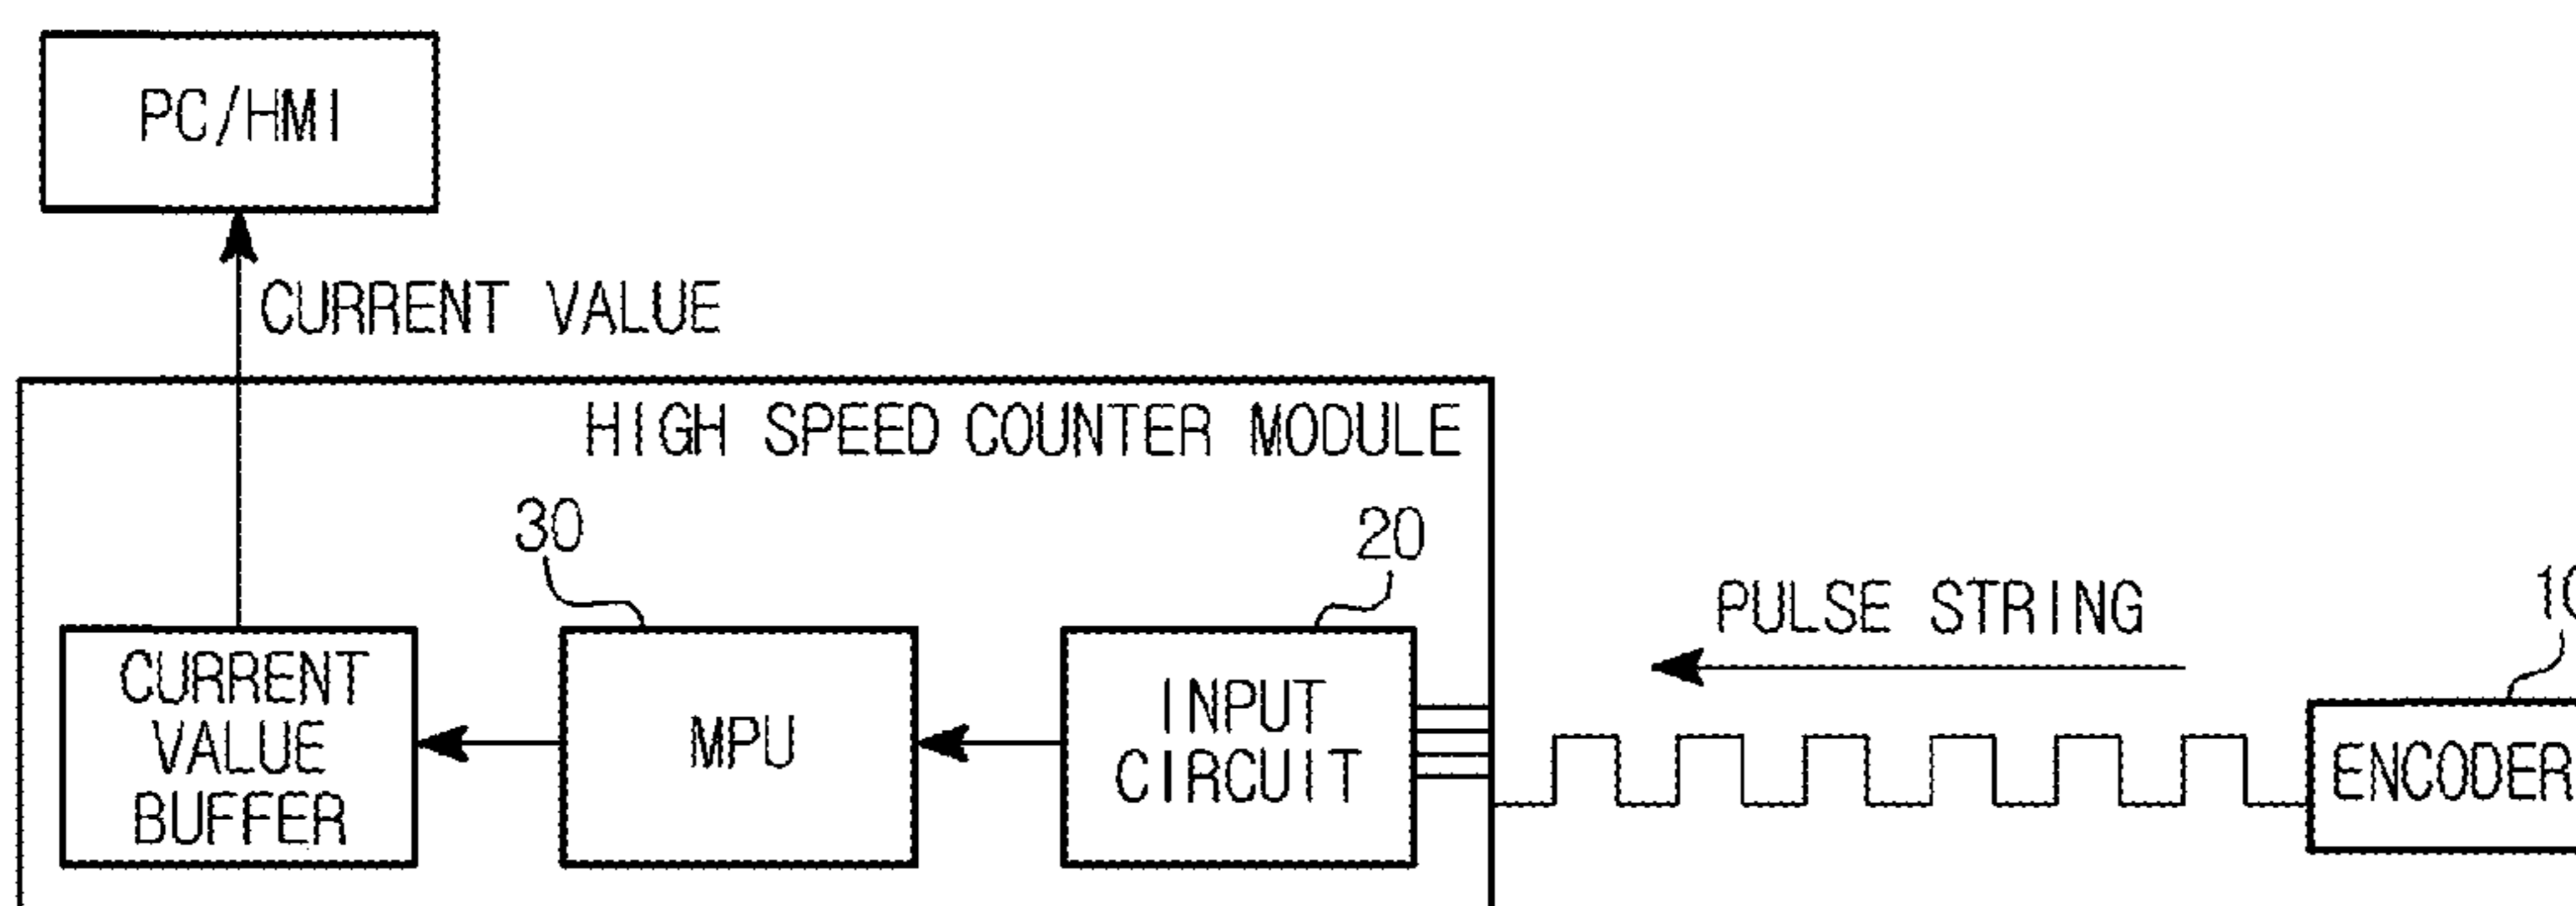 PC/HMI
CURRENT VALUE
HIGH SPEED COUNTER MODULE
30
20
PULSE STRING
10
CURRENT
VALUE
BUFFER
MPU
INPUT
CIRCUIT
ENCODER